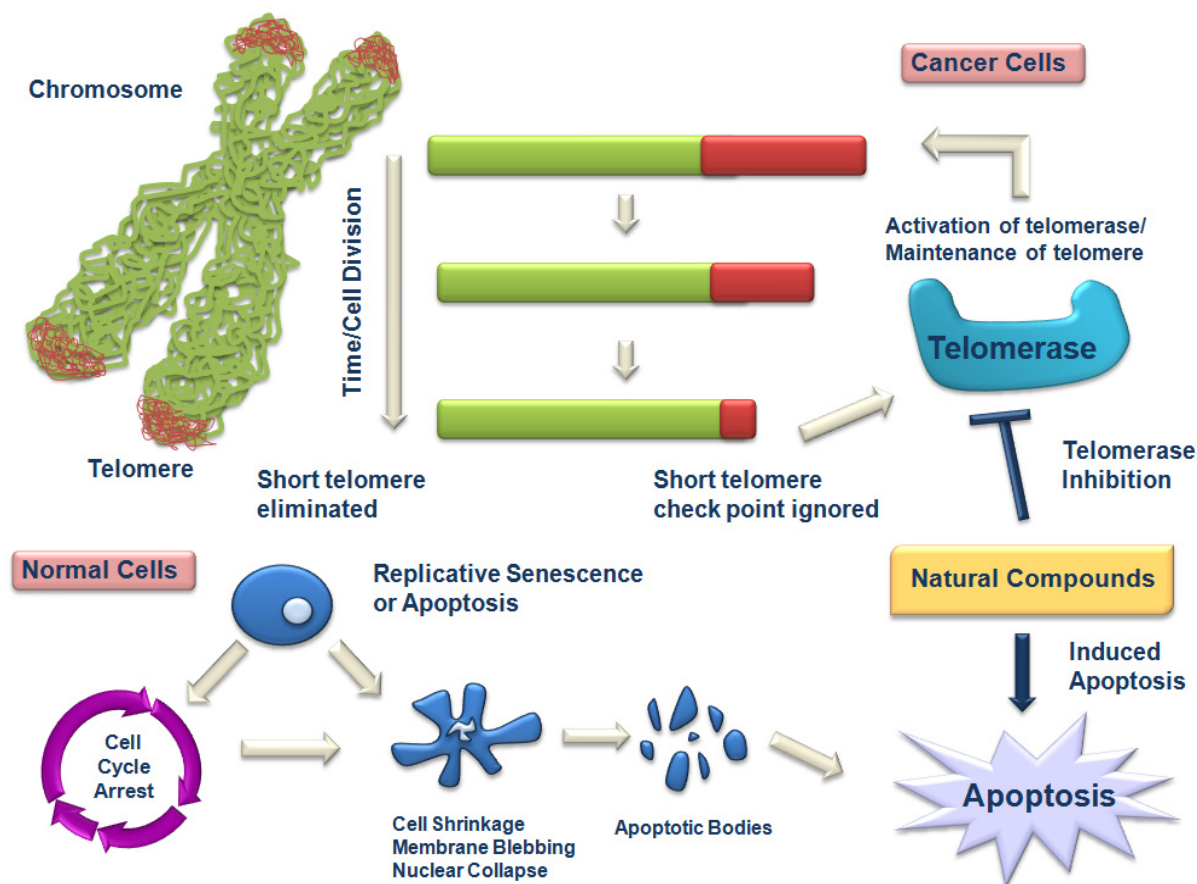 Chromosome
Cancer Cells
Time/Cell Division
Activation of telomerase/
Maintenance of telomere
Telomerase
Telomere
Short telomere
eliminated
Short telomere
check point ignored
Telomerase
Inhibition
Normal Cells
Replicative Senescence
or Apoptosis
Natural Compounds
Induced
Apoptosis
Cell
Cycle
Arrest
Cell Shrinkage
Membrane Blebbing
Nuclear Collapse
Apoptotic Bodies
Apoptosis